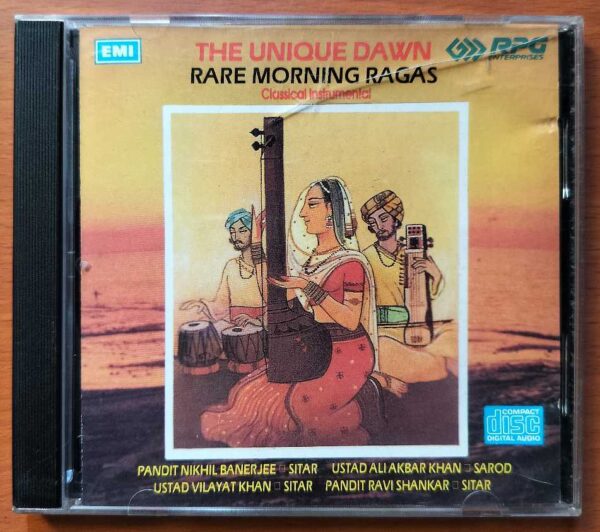 EMI
THE UNIQUE DAWN
RPG
ENTERPRISES
RARE MORNING RAGAS
Classical Instrumental
COMPACT
disc
DIGITAL AUDIO
PANDIT NIKHIL BANERJEE □ SITAR USTAD ALI AKBAR KHAN □ SAROD
USTAD VILAYAT KHAN □ SITAR PANDIT RAVI SHANKAR □ SITAR